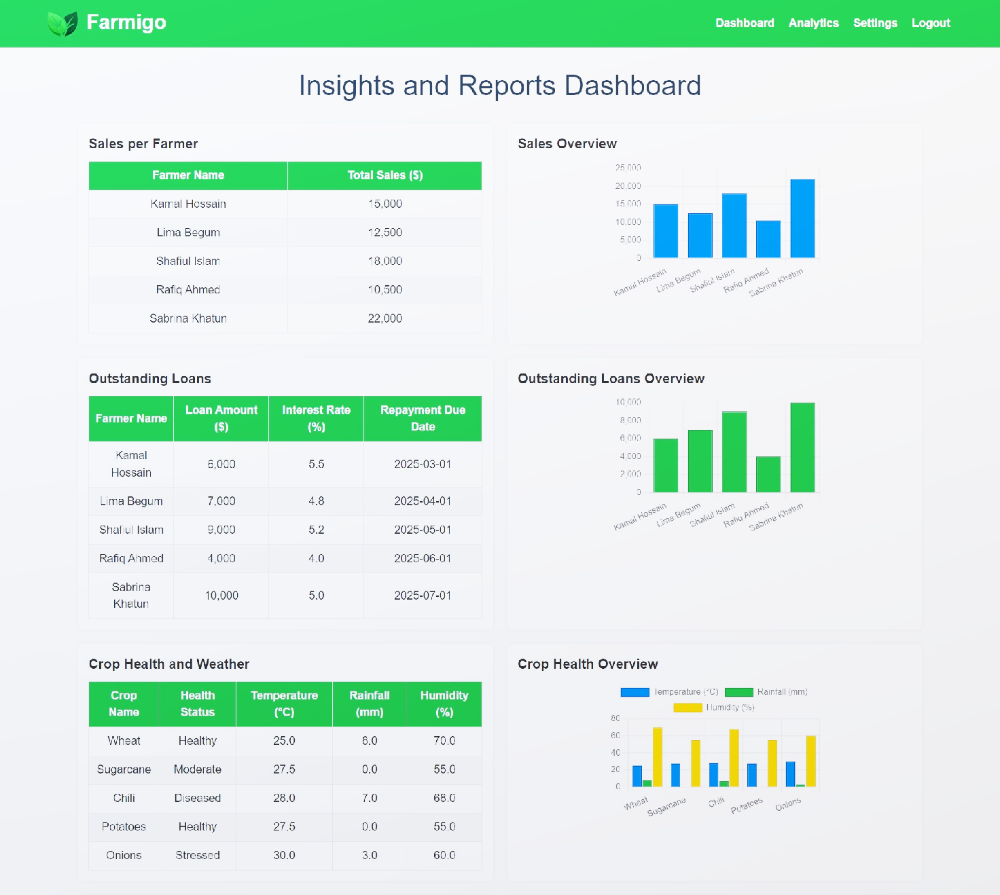 Farmigo
Dashboard Analytics Settings Logout
Insights and Reports Dashboard
Sales per Farmer
Farmer Name Total Sales ($)
Kamal Hossain 15,000
Lima Begum 12,500
Shafiul Islam 18,000
Rafiq Ahmed 10,500
Sabrina Khatun 22,000
Sales Overview
25,000
20,000
15,000
10,000
5,000
0
Kamal Hossain
Lima Begum
Shafiul Islam
Rafiq Ahmed
Sabrina Khatun
Outstanding Loans
Farmer Name Loan Amount ($) Interest Rate (%) Repayment Due Date
Kamal Hossain 6,000 5.5 2025-03-01
Lima Begum 7,000 4.8 2025-04-01
Shafiul Islam 9,000 5.2 2025-05-01
Rafiq Ahmed 4,000 4.0 2025-06-01
Sabrina Khatun 10,000 5.0 2025-07-01
Outstanding Loans Overview
10,000
8,000
6,000
4,000
2,000
0
Kamal Hossain
Lima Begum
Shafiul Islam
Rafiq Ahmed
Sabrina Khatun
Crop Health and Weather
Crop Name Health Status Temperature (°C) Rainfall (mm) Humidity (%)
Wheat Healthy 25.0 8.0 70.0
Sugarcane Moderate 27.5 0.0 55.0
Chili Diseased 28.0 7.0 68.0
Potatoes Healthy 27.5 0.0 55.0
Onions Stressed 30.0 3.0 60.0
Crop Health Overview
Temperature (°C) Rainfall (mm)
Humidity (%)
80
60
40
20
0
Wheat
Sugarcane
Chili
Potatoes
Onions